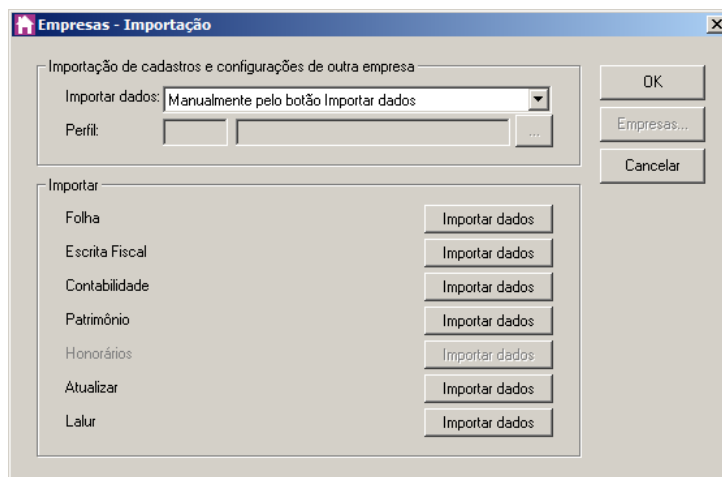 Empresas - Importação
Importação de cadastros e configurações de outra empresa
Importar dados: Manualmente pelo botão Importar dados
Perfil: ...
OK
Empresas...
Cancelar
Importar
Folha Importar dados
Escrita Fiscal Importar dados
Contabilidade Importar dados
Patrimônio Importar dados
Honorários Importar dados
Atualizar Importar dados
Lalur Importar dados